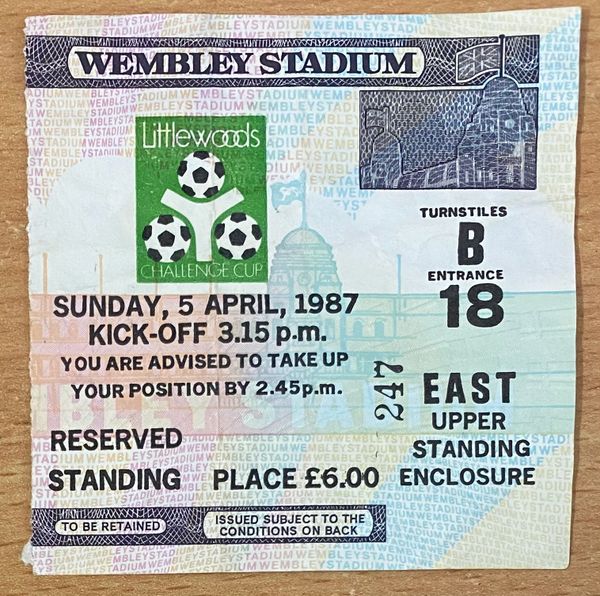 WEMBLEY STADIUM
Littlewoods
CHALLENGE CUP
TURNSTILES
B
ENTRANCE
18
SUNDAY, 5 APRIL, 1987
KICK-OFF 3.15 p.m.
YOU ARE ADVISED TO TAKE UP
YOUR POSITION BY 2.45p.m.
247
EAST
UPPER
STANDING
ENCLOSURE
RESERVED
STANDING PLACE £6.00
TO BE RETAINED
ISSUED SUBJECT TO THE
CONDITIONS ON BACK